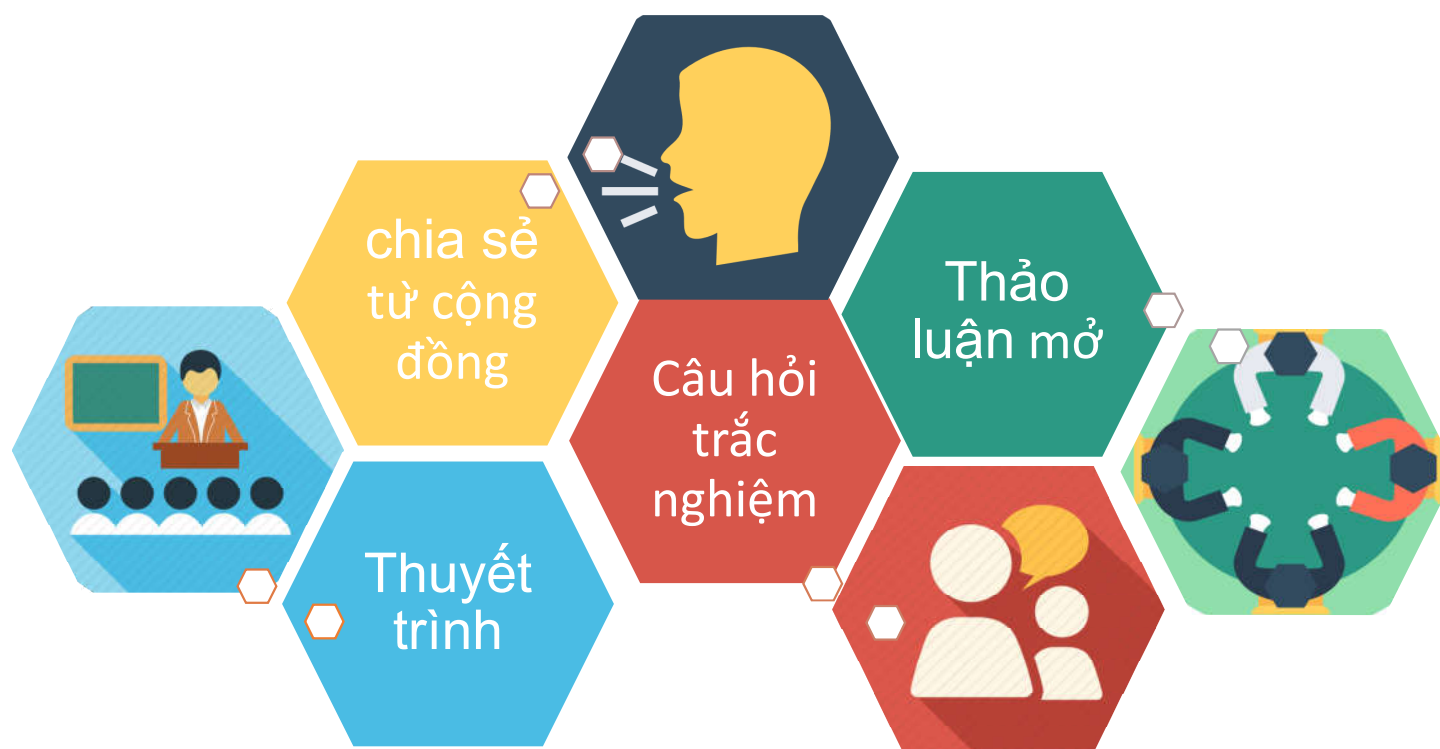 chia sẻ
từ cộng
đồng
Thuyết
trình
Câu hỏi
trắc
nghiệm
Thảo
luận mở